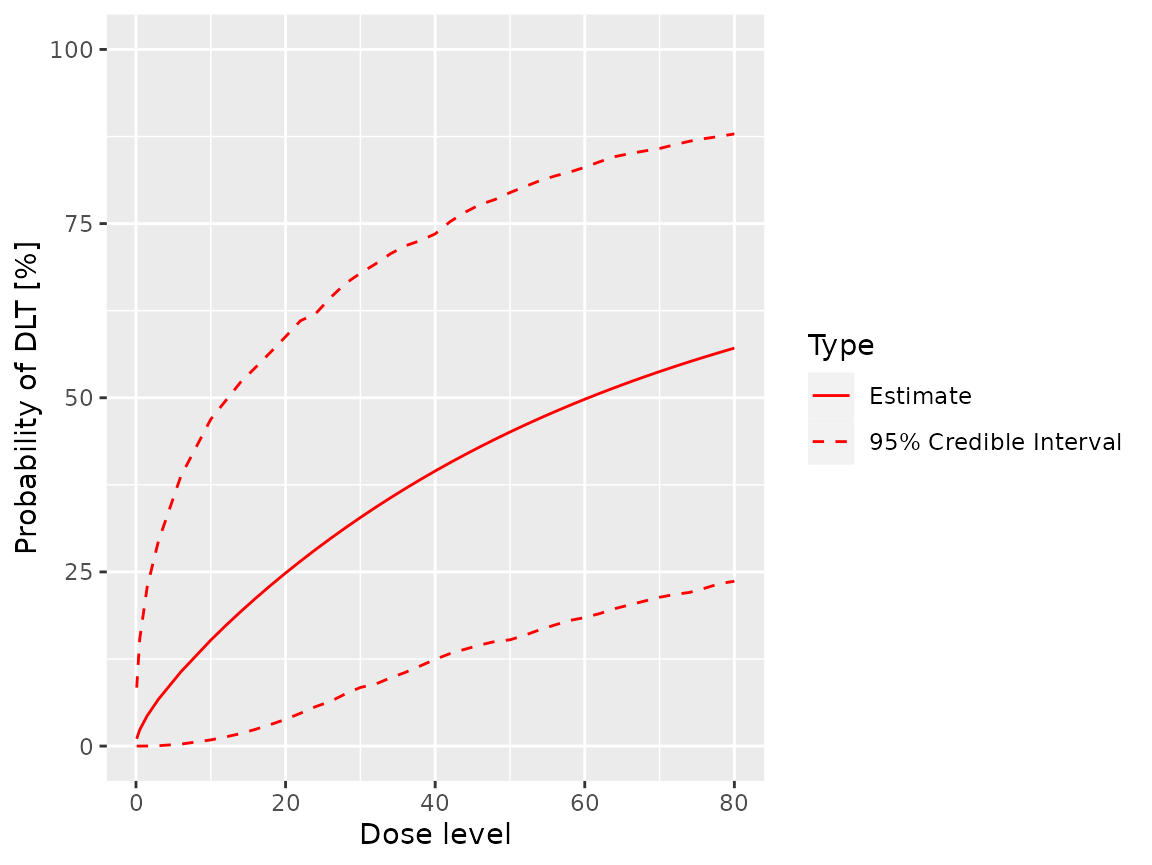 Probability of DLT [%]
100
75
50
25
0
0 20 40 60 80
Dose level
Type
Estimate
95% Credible Interval